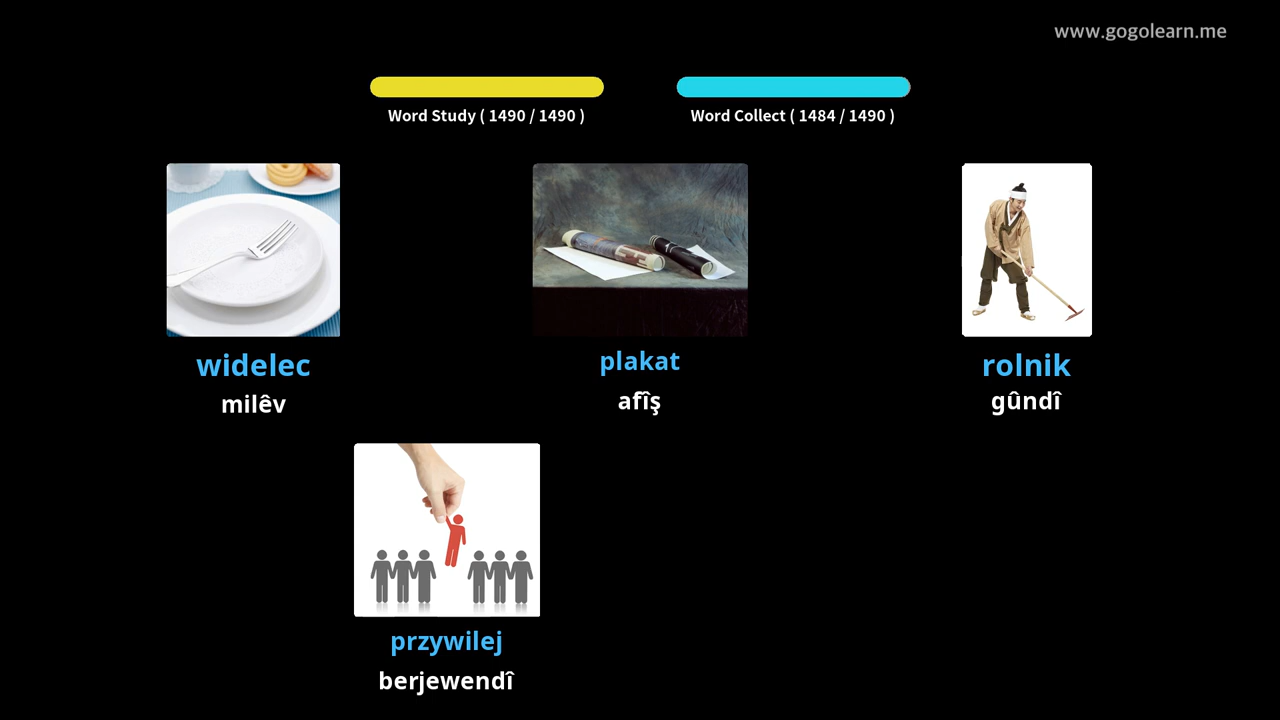 www.gogolearn.me
Word Study ( 1490 / 1490 )
Word Collect ( 1484 / 1490 )
widelec
milêv
plakat
afîş
rolnik
gûndî
przywilej
berjewendî